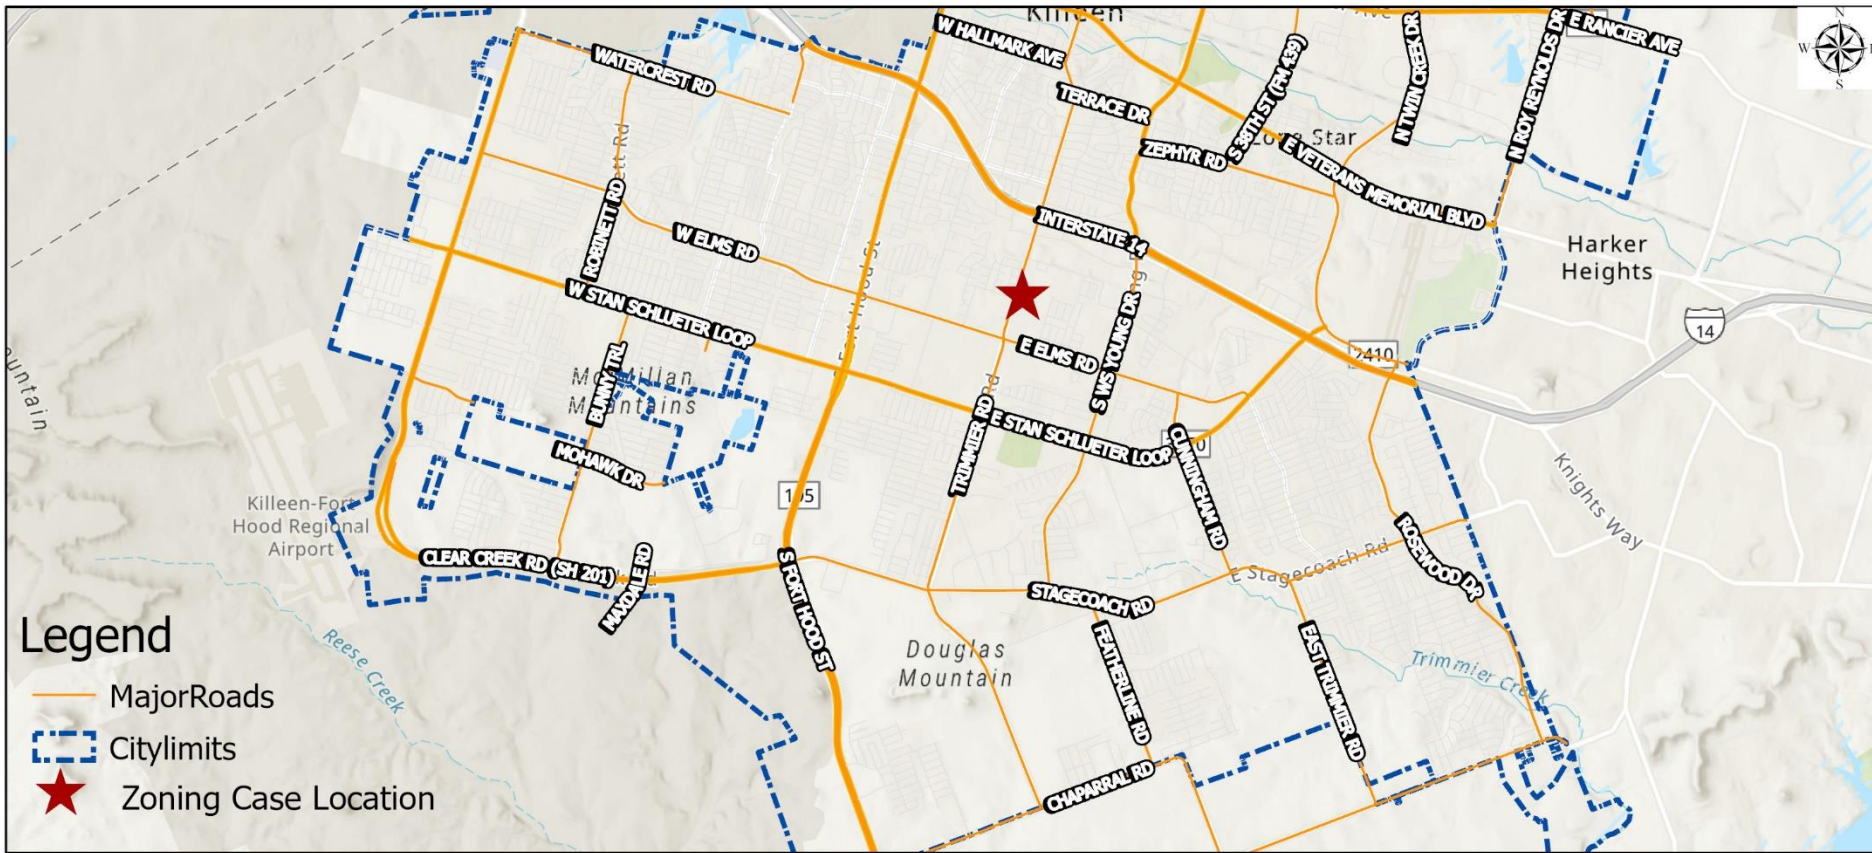 Killeen
Ave
E RANCIER AVE
N
W
S
W HALLMARK AVE
WATERCREST RD
TERRACE DR
S 38TH ST (FM 439)
N TWIN CREEK DR
N ROY REYNOLDS DR
Lone Star
ZEPHYR RD
E VETERANS MEMORIAL BLVD
ROBINETT RD
W ELMS RD
INTERSTATE 14
Harker
Heights
14
W STAN SCHLUETER LOOP
Fort Hood St
S WS YOUNG DR
E ELMS RD
2410
BUNNY TRL
McMillan
Mountains
TRIMMIER RD
Rd
E STAN SCHLUETER LOOP
CUNNINGHAM RD
MOHAWK DR
Knights Way
195
Killeen-Fort
Hood Regional
Airport
CLEAR CREEK RD (SH 201)
MAXDALE RD
S FORT HOOD ST
E Stagecoach Rd
ROSEWOOD DR
STAGECOACH RD
FEATHERLINE RD
EAST TRIMMIER RD
Reese Creek
Douglas
Mountain
Trimmier Creek
CHAPARRAL RD
Legend
MajorRoads
Citylimits
Zoning Case Location